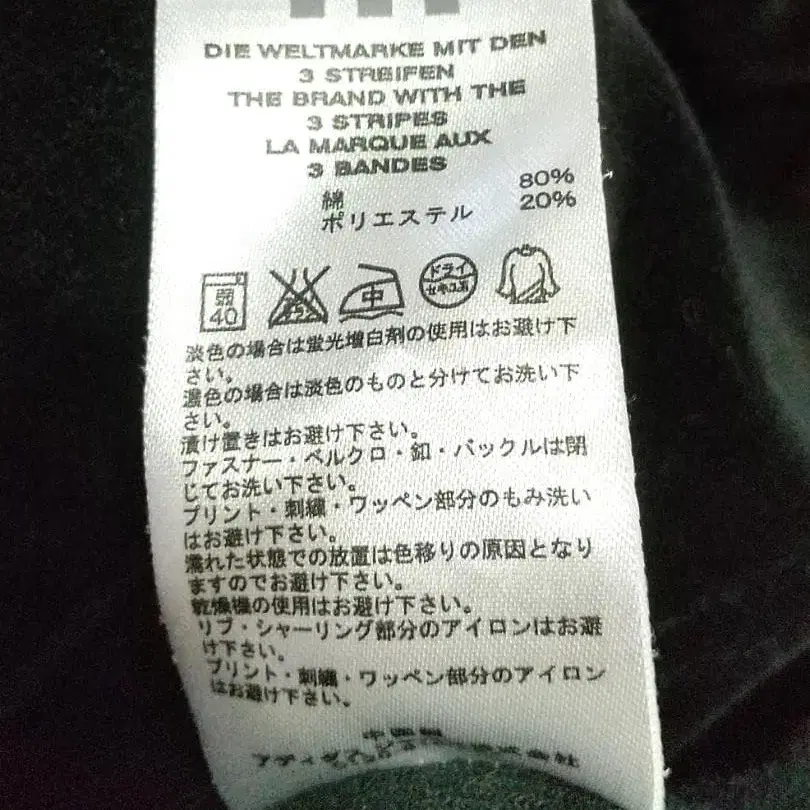 DIE WELTMARKE MIT DEN
3 STREIFEN
THE BRAND WITH THE
3 STRIPES
LA MARQUE AUX
3 BANDES
綿 80%
ポリエステル 20%
弱 40 中 ドライ セキユ系
淡色の場合は蛍光増白剤の使用はお避け下
さい。
濃色の場合は淡色のものと分けてお洗い下
さい。
漬け置きはお避け下さい。
ファスナー・ベルクロ・釦・バックルは閉
じてお洗い下さい。
プリント・刺繍・ワッペン部分のもみ洗い
はお避け下さい。
濡れた状態での放置は色移りの原因となり
ますのでお避け下さい。
乾燥機の使用はお避け下さい。
リブ・シャーリング部分のアイロンはお避
け下さい。
プリント・刺繍・ワッペン部分のアイロン
はお避け下さい。
中国製
株式会社